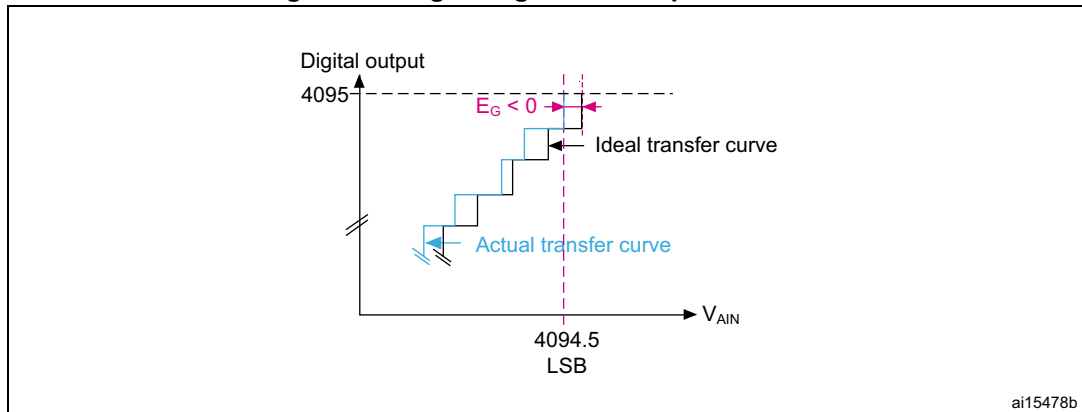 Digital output
4095
E_G < 0
Ideal transfer curve
Actual transfer curve
V_AIN
4094.5
LSB
ai15478b